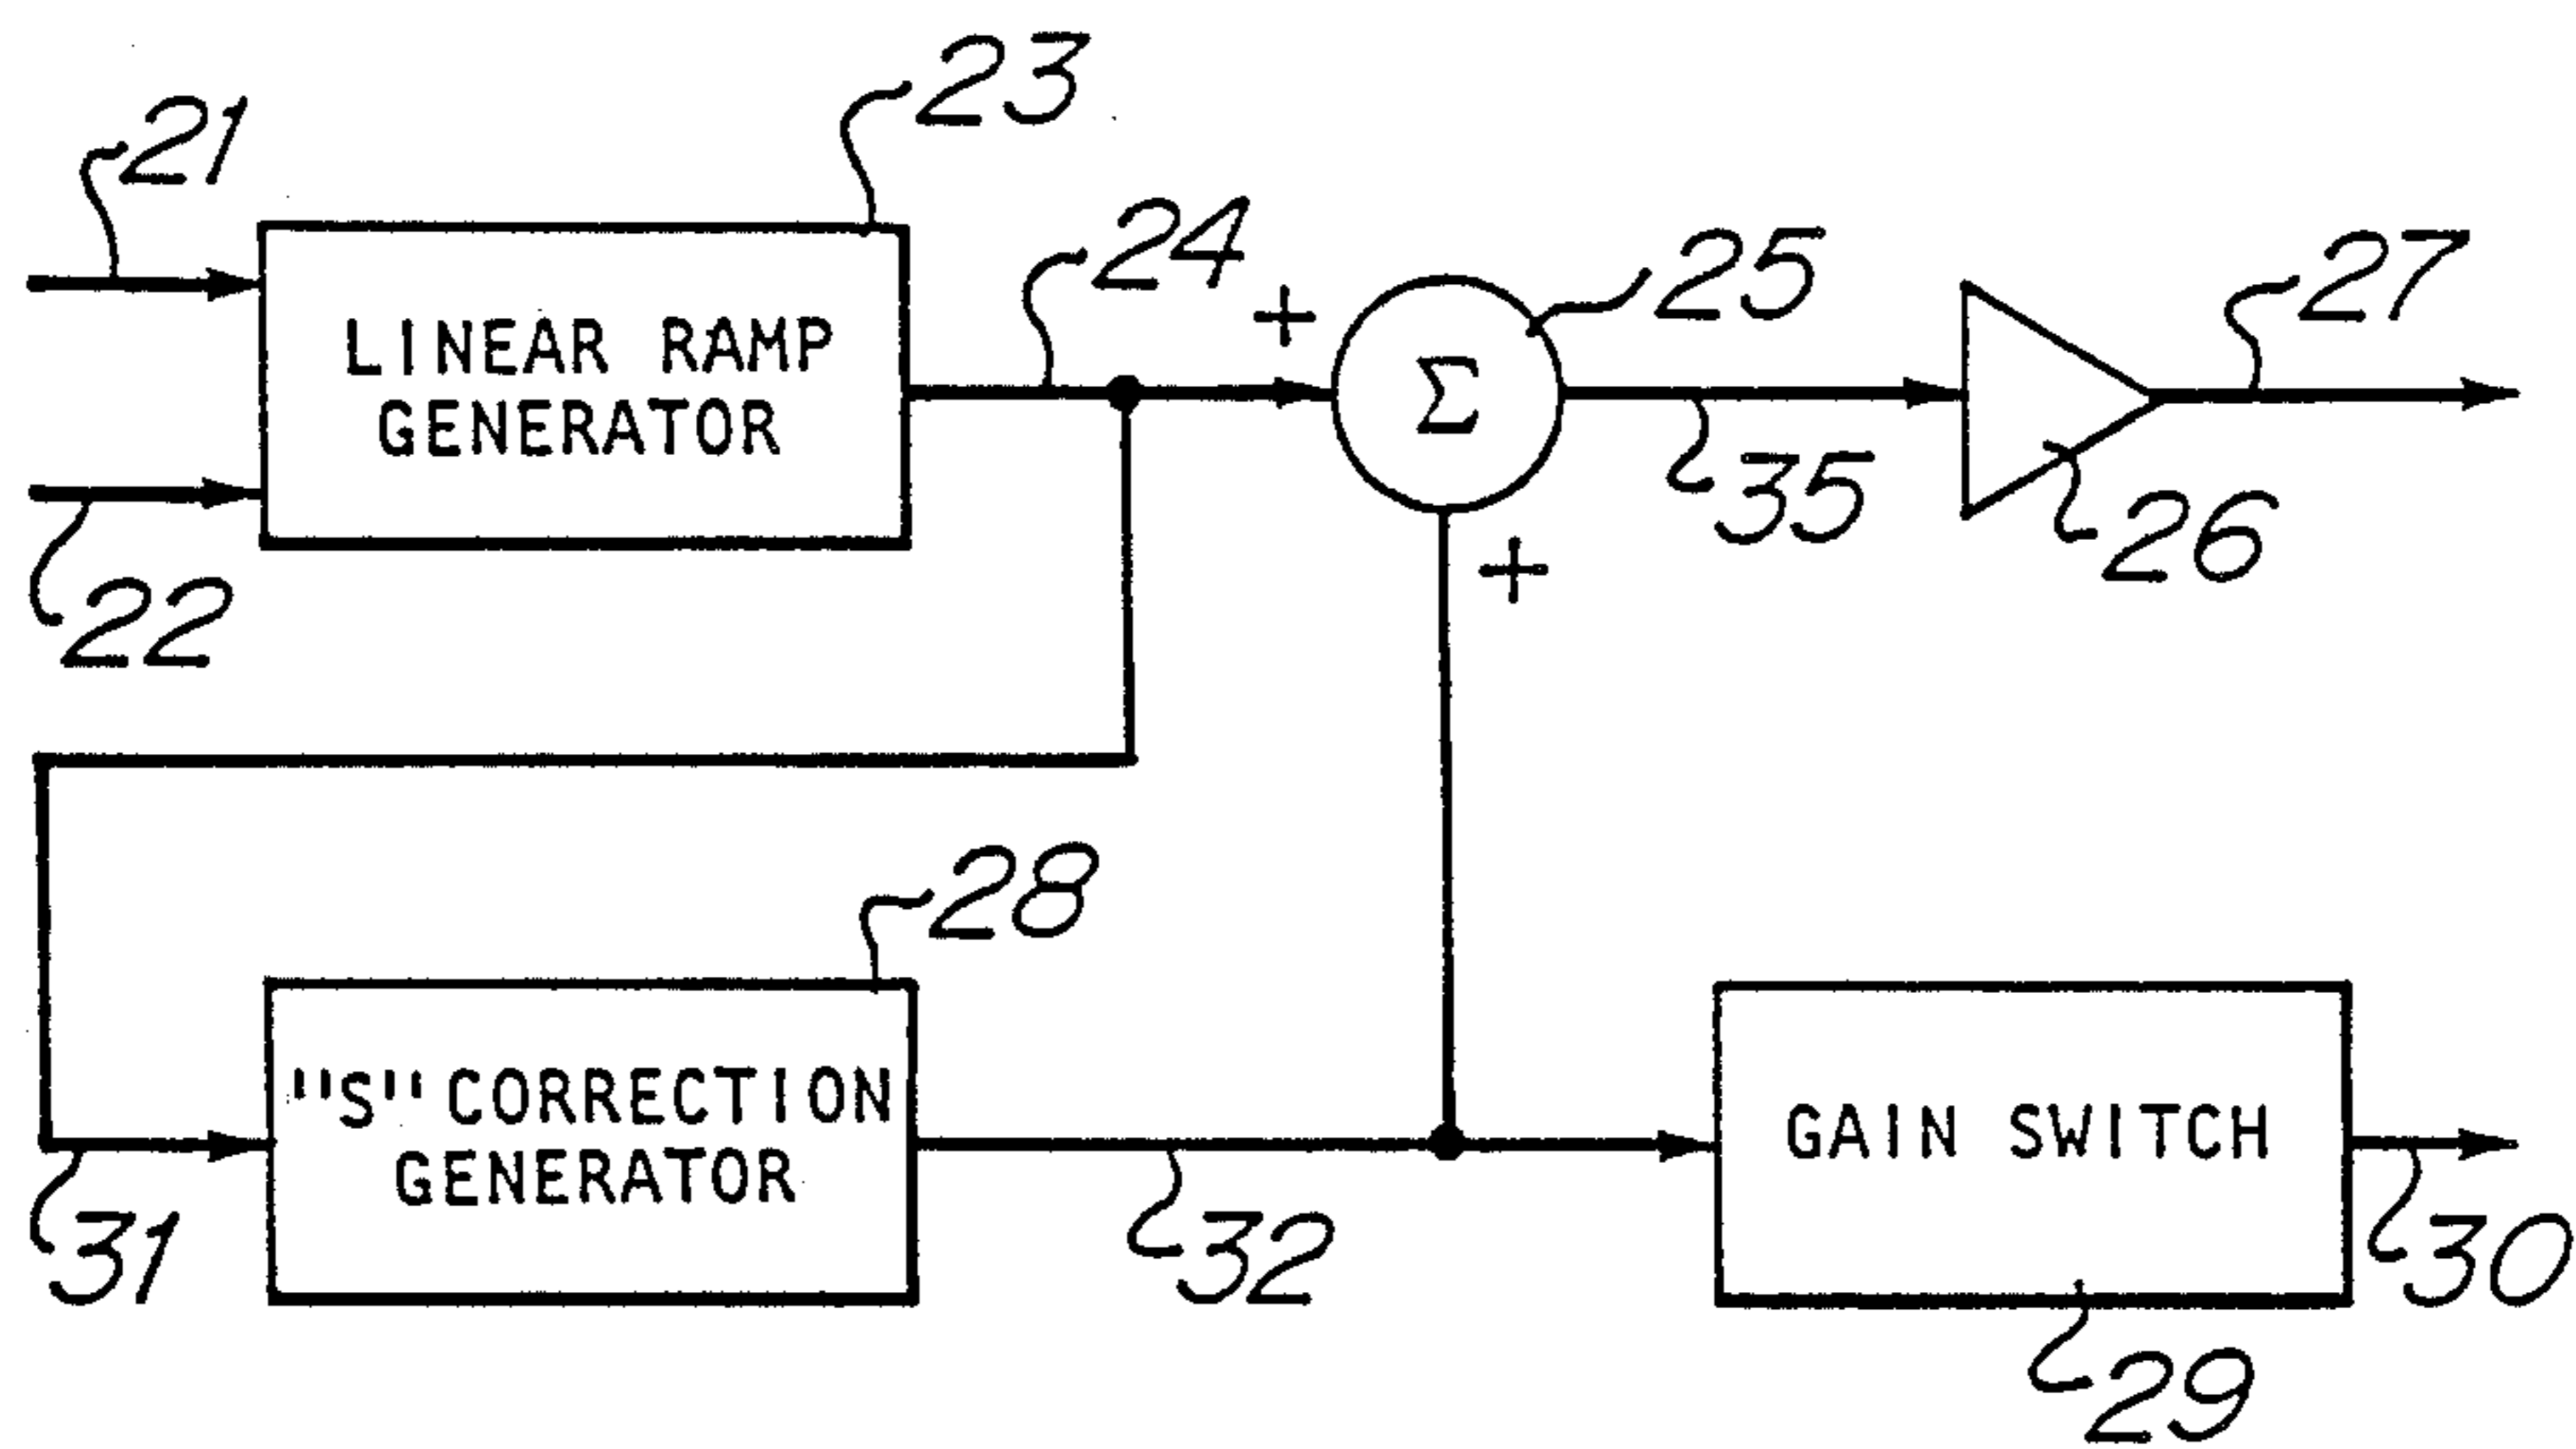 23
21
24
+
25
27
LINEAR RAMP
GENERATOR
Σ
35
26
22
+
28
"S" CORRECTION
GENERATOR
GAIN SWITCH
31
32
30
29